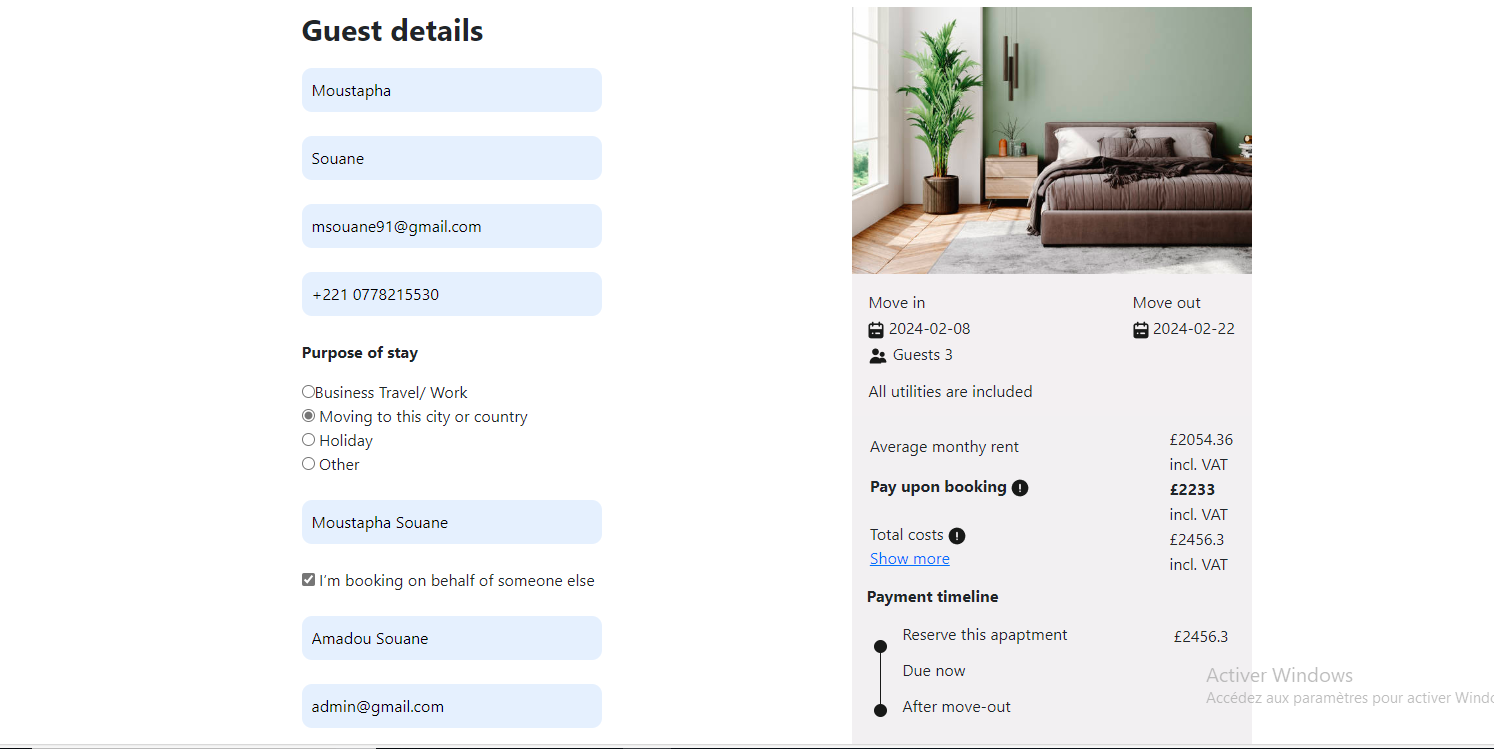 Guest details
Moustapha
Souane
msouane91@gmail.com
+221 0778215530
Purpose of stay
Business Travel/ Work
Moving to this city or country
Holiday
Other
Moustapha Souane
I'm booking on behalf of someone else
Amadou Souane
admin@gmail.com
Move in
2024-02-08
Move out
2024-02-22
Guests 3
All utilities are included
Average monthy rent
£2054.36
incl. VAT
Pay upon booking
£2233
incl. VAT
Total costs
£2456.3
incl. VAT
Show more
Payment timeline
Reserve this apaptment
£2456.3
Due now
After move-out
Activer Windows
Accédez aux paramètres pour activer Windo